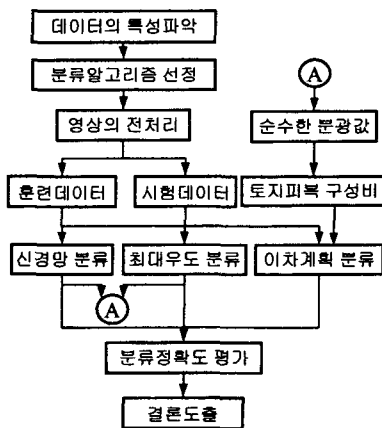 데이터의 특성파악
분류알고리즘 선정
A
영상의 전처리
순수한 분광값
훈련데이터
시험데이터
토지피복 구성비
신경망 분류
최대우도 분류
이차계획 분류
A
분류정확도 평가
결론도출